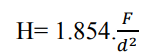 H= 1.854. F/d²